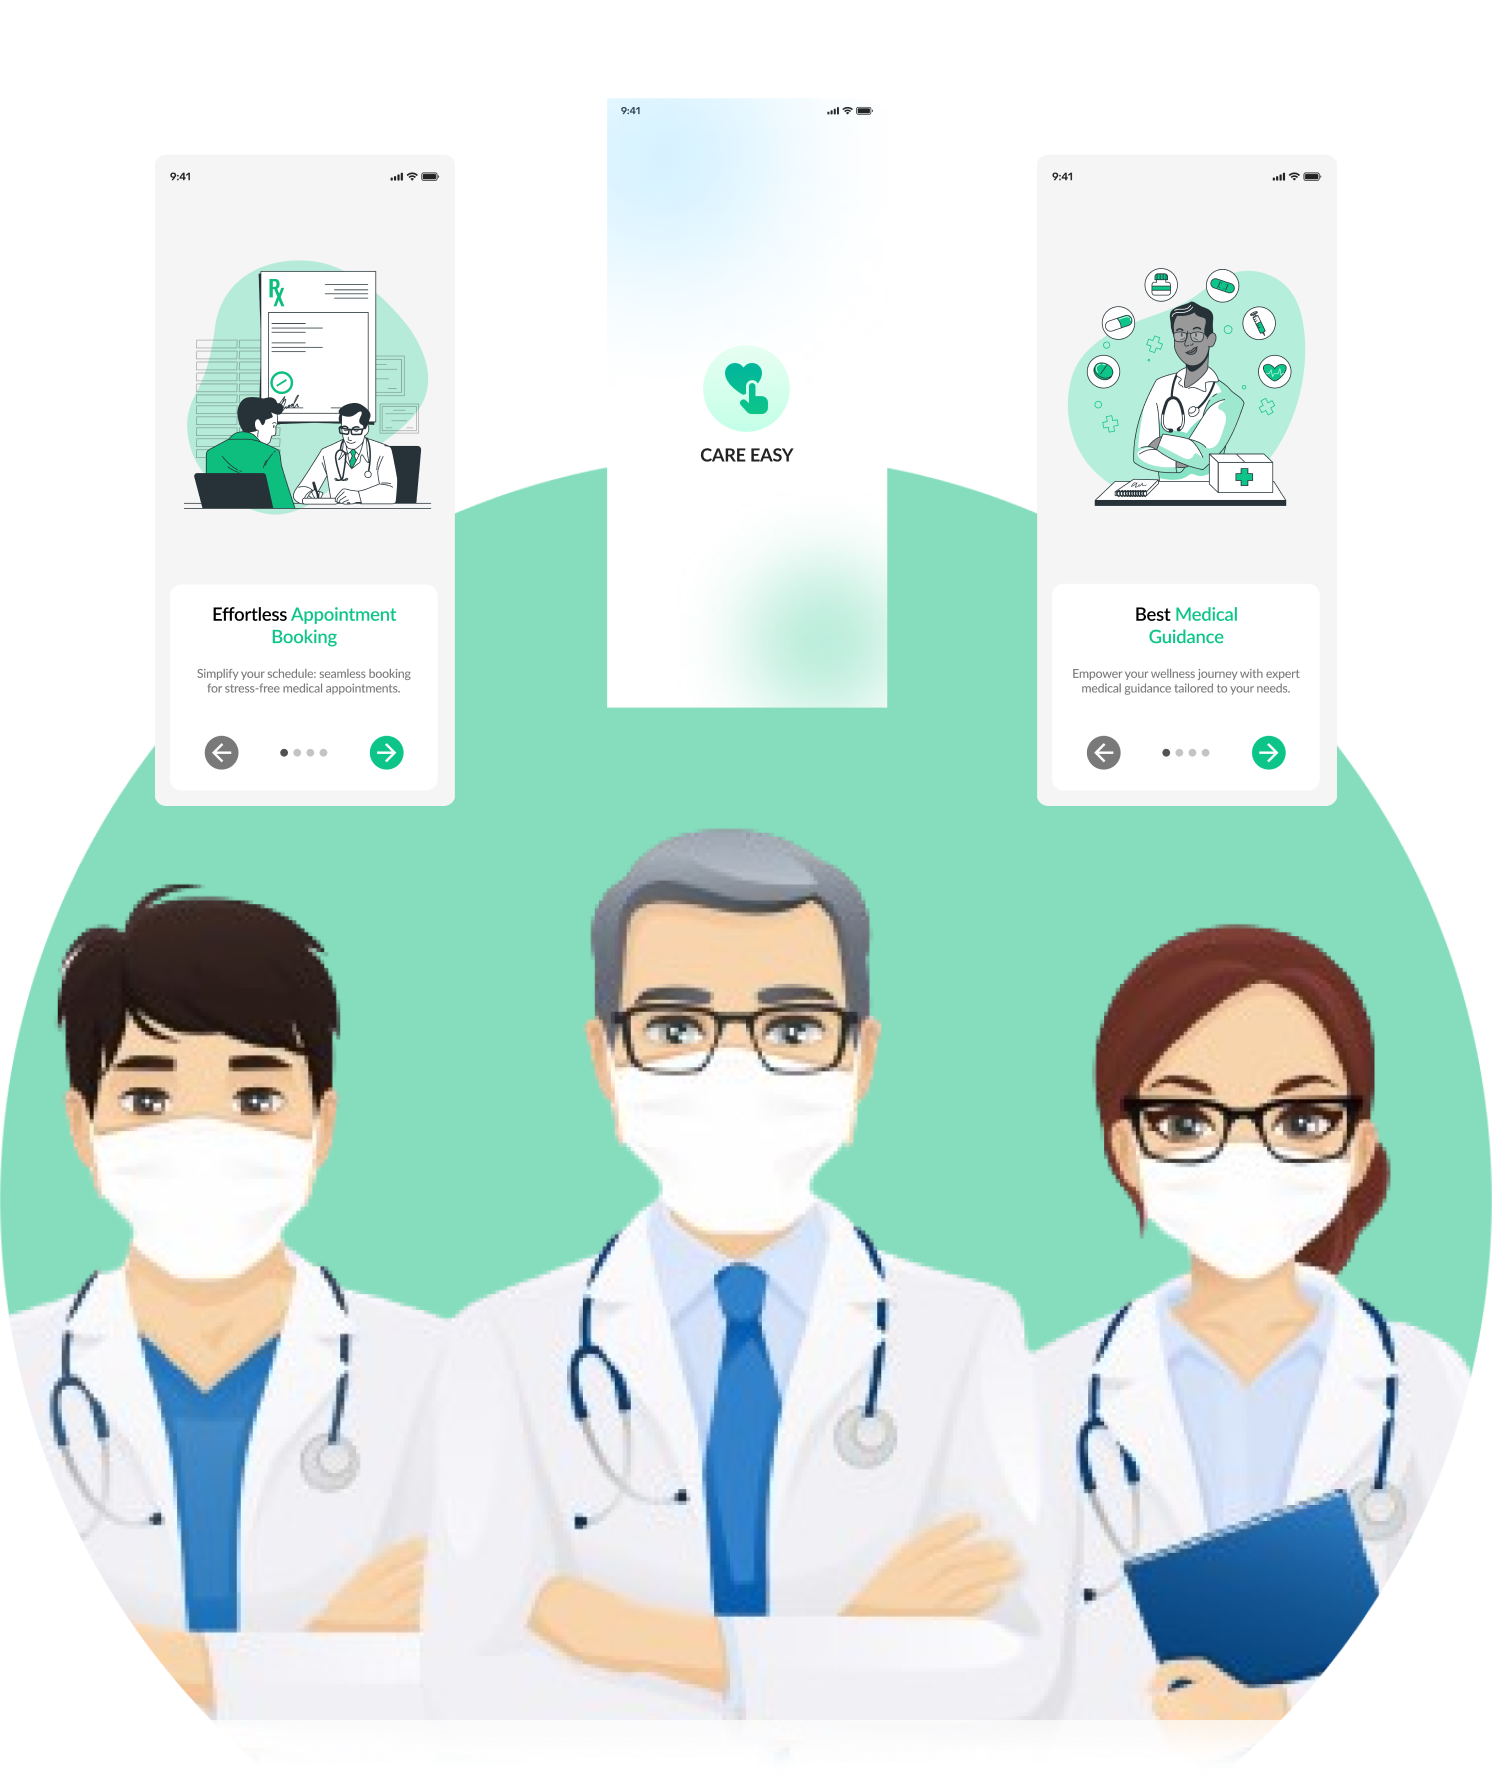 9:41
Rx
Effortless Appointment
Booking
Simplify your schedule: seamless booking
for stress-free medical appointments.
9:41
CARE EASY
9:41
Best Medical
Guidance
Empower your wellness journey with expert
medical guidance tailored to your needs.